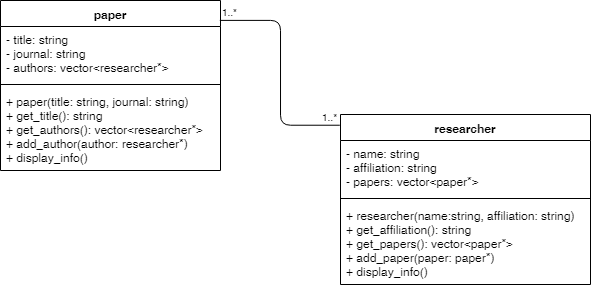 paper
- title: string
- journal: string
- authors: vector<researcher*>
+ paper(title: string, journal: string)
+ get_title(): string
+ get_authors(): vector<researcher*>
+ add_author(author: researcher*)
+ display_info()
1..*
1..*
researcher
- name: string
- affiliation: string
- papers: vector<paper*>
+ researcher(name:string, affiliation: string)
+ get_affiliation(): string
+ get_papers(): vector<paper*>
+ add_paper(paper: paper*)
+ display_info()